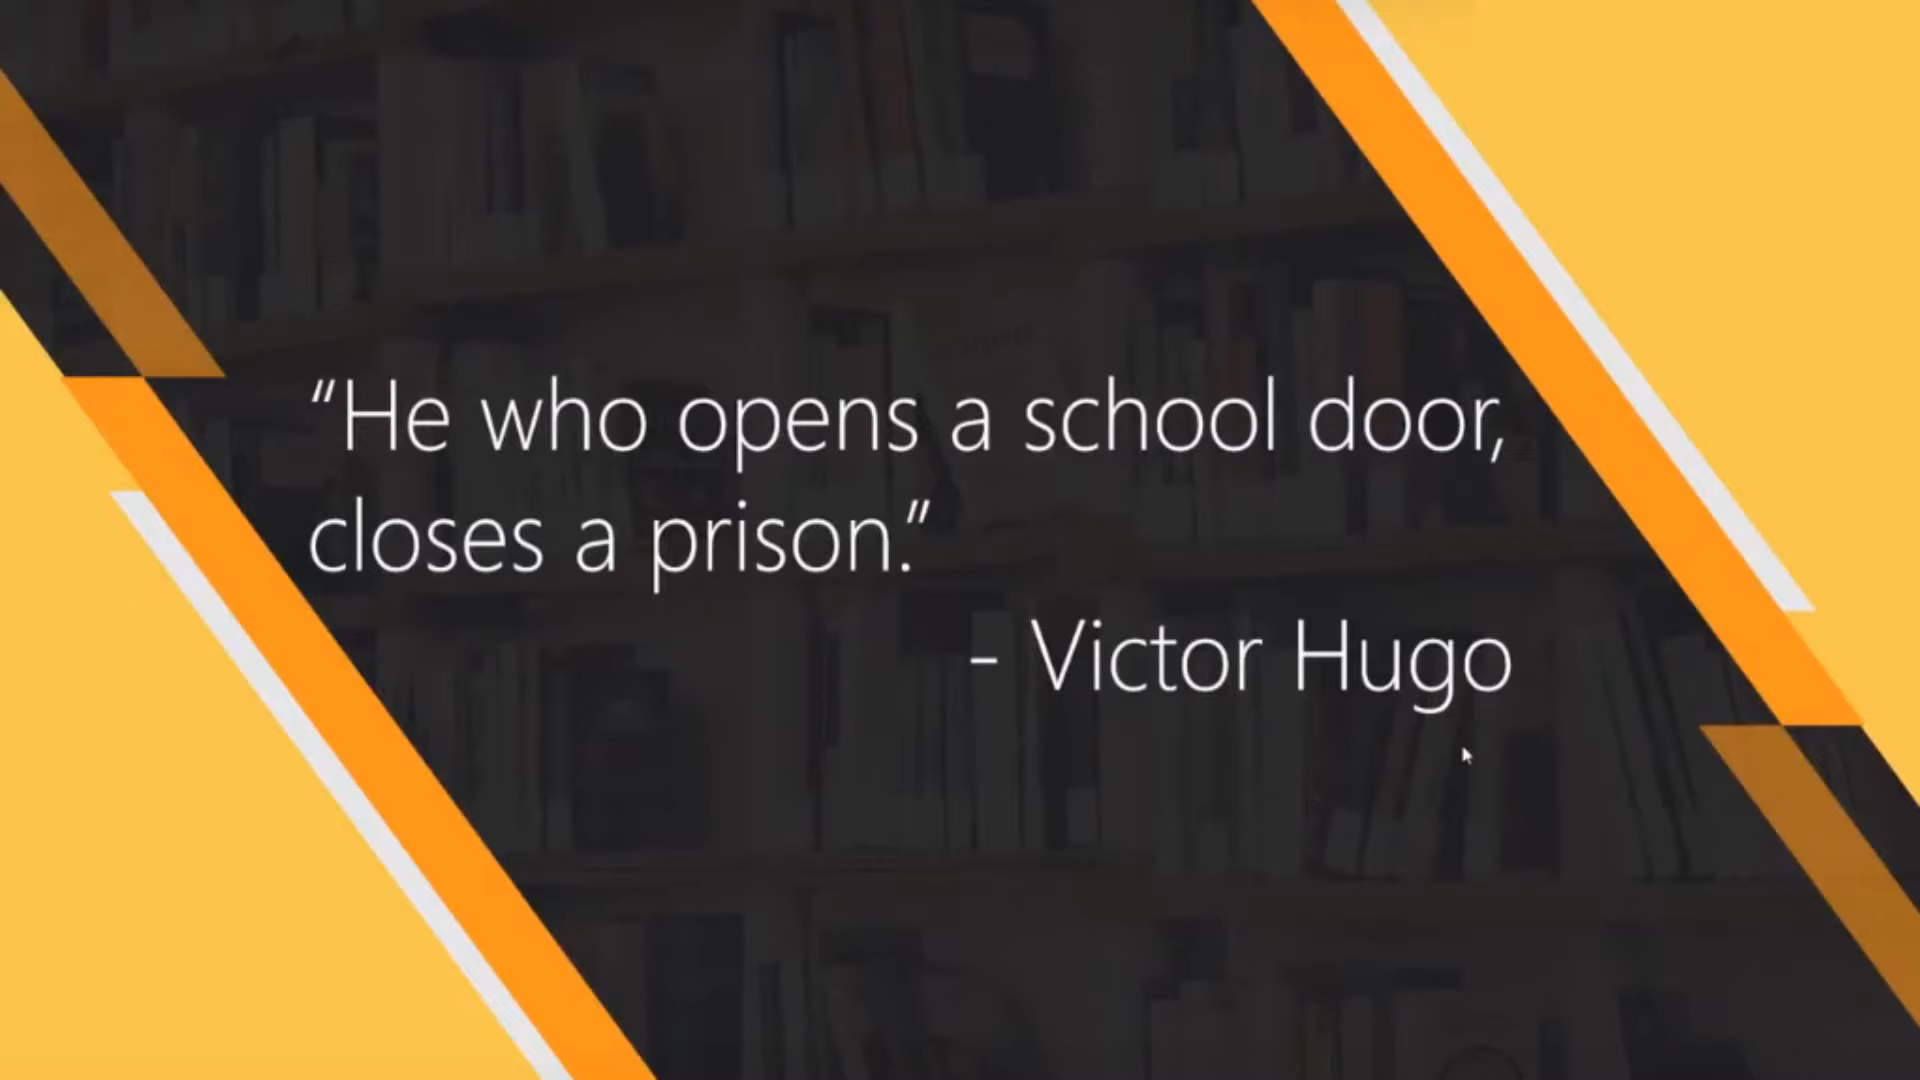 “He who opens a school door,
closes a prison.”
- Victor Hugo